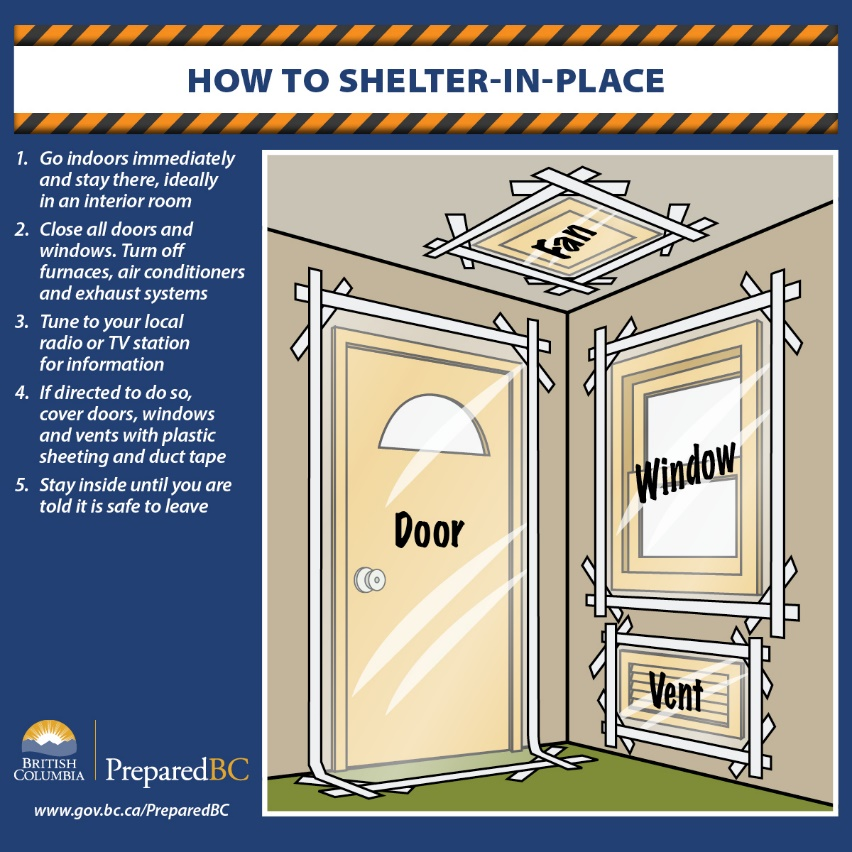 HOW TO SHELTER-IN-PLACE
1. Go indoors immediately
and stay there, ideally
in an interior room
2. Close all doors and
windows. Turn off
furnaces, air conditioners
and exhaust systems
3. Tune to your local
radio or TV station
for information
4. If directed to do so,
cover doors, windows
and vents with plastic
sheeting and duct tape
5. Stay inside until you are
told it is safe to leave
Fan
Door
Window
Vent
BRITISH
COLUMBIA
PreparedBC
www.gov.bc.ca/PreparedBC